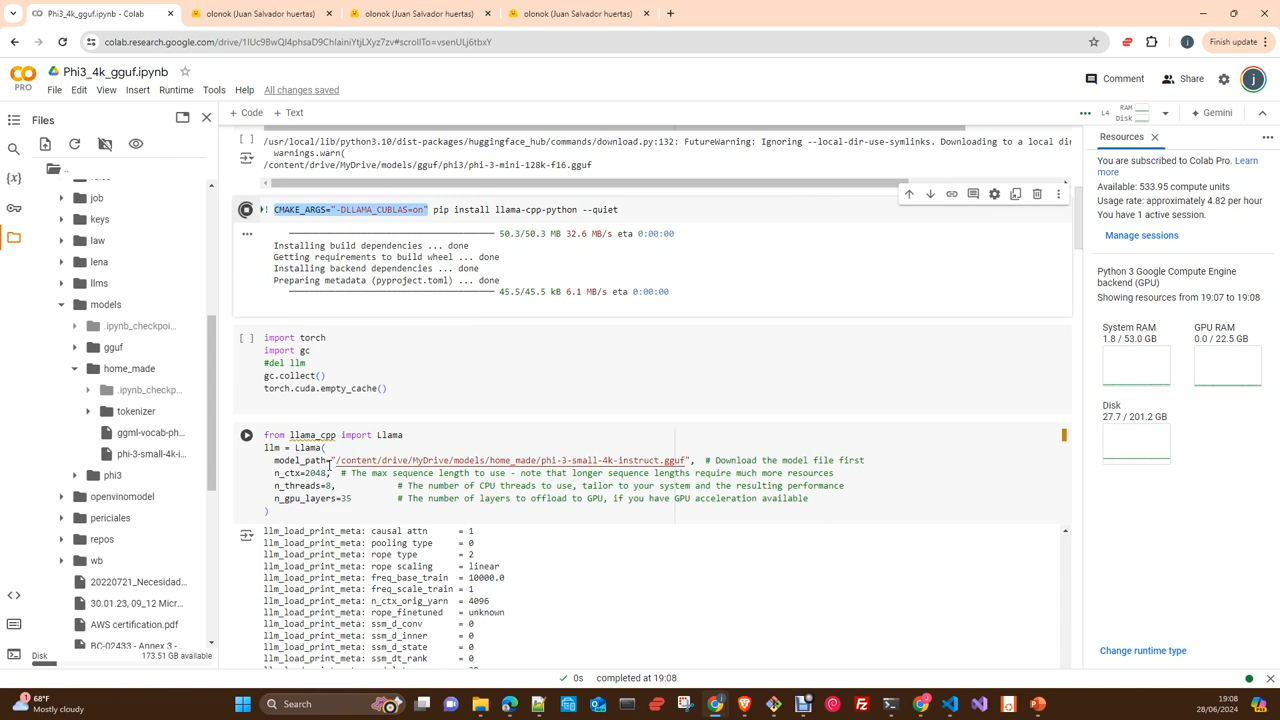 Phi3_4k_gguf.ipynb - Colab
olonok (Juan Salvador huertas)
olonok (Juan Salvador huertas)
olonok (Juan Salvador huertas)
colab.research.google.com/drive/1IUc9BwQl4phsaD9ChIainiYtjLXyz7zv#scrollTo=vsenULj6tbxY
Finish update
Phi3_4k_gguf.ipynb
PRO
File Edit View Insert Runtime Tools Help All changes saved
Comment Share
+ Code + Text
L4 RAM Disk
Gemini
Files
..
job
keys
law
lena
llms
models
.ipynb_checkpoi...
gguf
home_made
.ipynb_checkp...
tokenizer
ggml-vocab-ph...
phi-3-small-4k-i...
phi3
openvinomodel
periciales
repos
wb
20220721_Necesidad...
30.01.23, 09_12 Micr...
AWS certification.pdf
BC-02433 - Annex 3 -
Disk 173.51 GB available
/usr/local/lib/python3.10/dist-packages/huggingface_hub/commands/download.py:132: FutureWarning: Ignoring --local-dir-use-symlinks. Downloading to a local dir
warnings.warn(
/content/drive/MyDrive/models/gguf/phi3/phi-3-mini-128k-f16.gguf
! CMAKE_ARGS="-DLLAMA_CUBLAS=on" pip install llama-cpp-python --quiet
50.3/50.3 MB 32.6 MB/s eta 0:00:00
Installing build dependencies ... done
Getting requirements to build wheel ... done
Installing backend dependencies ... done
Preparing metadata (pyproject.toml) ... done
45.5/45.5 kB 6.1 MB/s eta 0:00:00
[ ] import torch
import gc
#del llm
gc.collect()
torch.cuda.empty_cache()
from llama_cpp import Llama
llm = Llama(
model_path="/content/drive/MyDrive/models/home_made/phi-3-small-4k-instruct.gguf", # Download the model file first
n_ctx=2048, # The max sequence length to use - note that longer sequence lengths require much more resources
n_threads=8, # The number of CPU threads to use, tailor to your system and the resulting performance
n_gpu_layers=35 # The number of layers to offload to GPU, if you have GPU acceleration available
)
llm_load_print_meta: causal attn = 1
llm_load_print_meta: pooling type = 0
llm_load_print_meta: rope type = 2
llm_load_print_meta: rope scaling = linear
llm_load_print_meta: freq_base_train = 10000.0
llm_load_print_meta: freq_scale_train = 1
llm_load_print_meta: n_ctx_orig_yarn = 4096
llm_load_print_meta: rope_finetuned = unknown
llm_load_print_meta: ssm_d_conv = 0
llm_load_print_meta: ssm_d_inner = 0
llm_load_print_meta: ssm_d_state = 0
llm_load_print_meta: ssm_dt_rank = 0
Resources
You are subscribed to Colab Pro. Learn
more
Available: 533.95 compute units
Usage rate: approximately 4.82 per hour
You have 1 active session.
Manage sessions
Python 3 Google Compute Engine
backend (GPU)
Showing resources from 19:07 to 19:08
System RAM
1.8 / 53.0 GB
GPU RAM
0.0 / 22.5 GB
Disk
27.7 / 201.2 GB
Change runtime type
0s completed at 19:08
68°F
Mostly cloudy
Search
19:08
28/06/2024